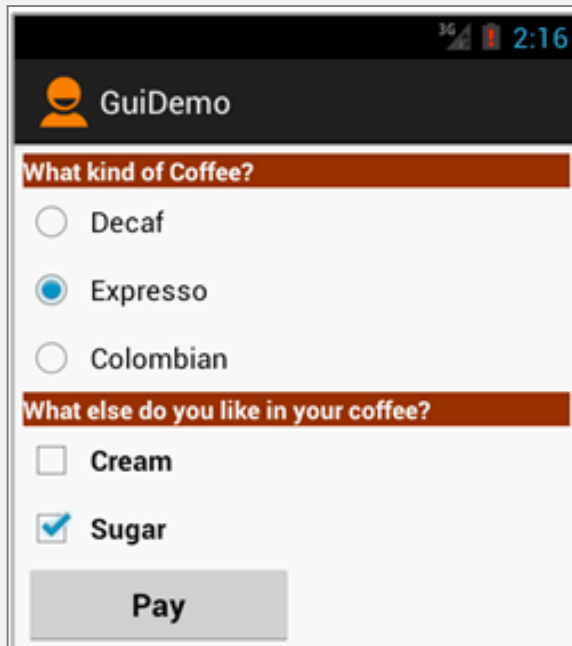 3G 2:16
GuiDemo
What kind of Coffee?
Decaf
Expresso
Colombian
What else do you like in your coffee?
Cream
Sugar
Pay